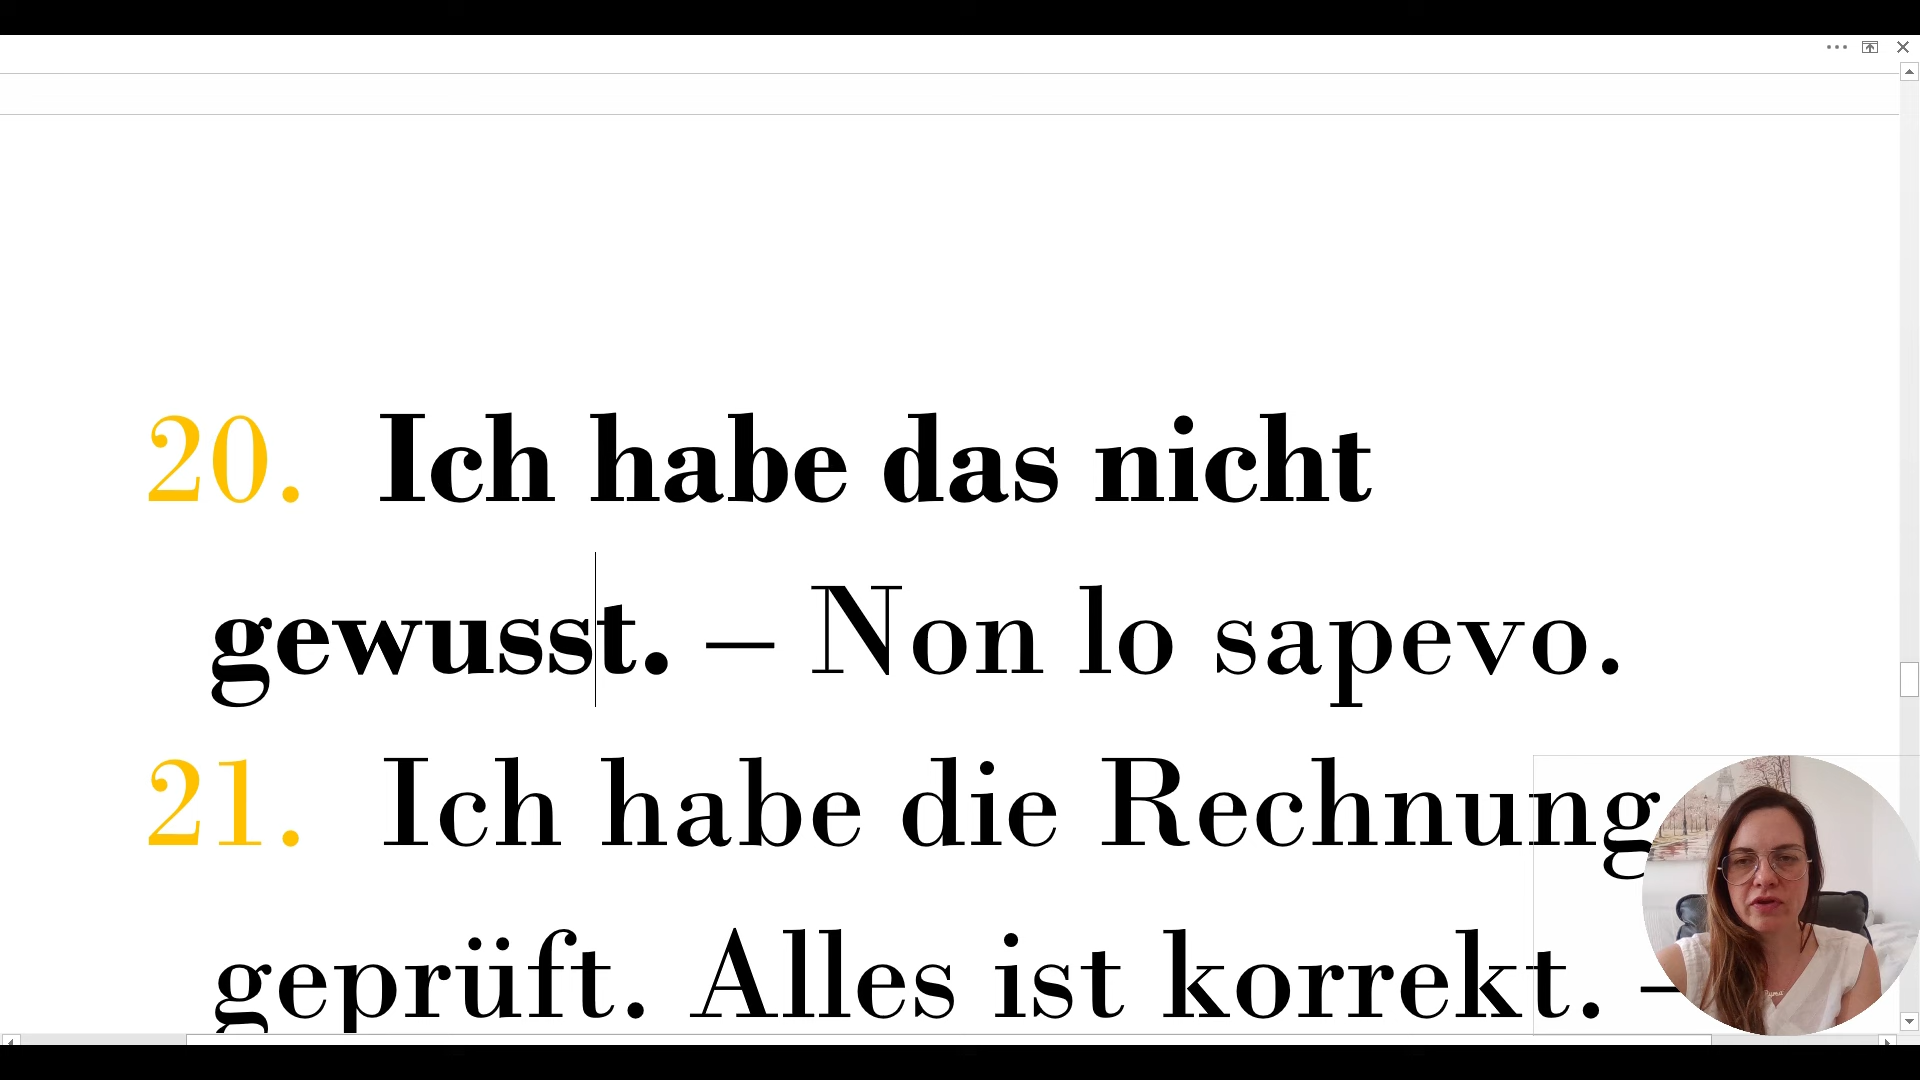 20. Ich habe das nicht
gewusst. – Non lo sapevo.
21. Ich habe die Rechnung
geprüft. Alles ist korrekt. –